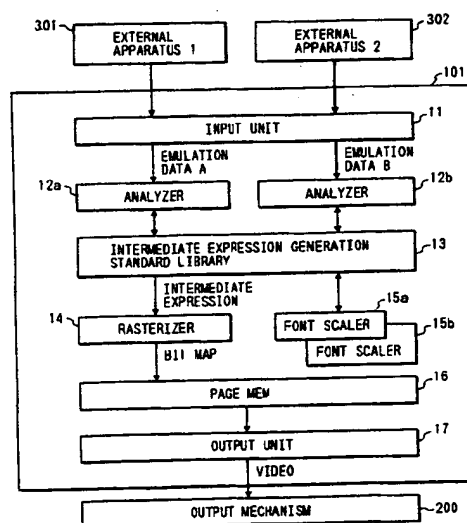 301
302
EXTERNAL
APPARATUS 1
EXTERNAL
APPARATUS 2
101
INPUT UNIT
11
EMULATION
DATA A
EMULATION
DATA B
12a
12b
ANALYZER
ANALYZER
INTERMEDIATE EXPRESSION GENERATION
STANDARD LIBRARY
13
INTERMEDIATE
EXPRESSION
15a
14
15b
RASTERIZER
FONT SCALER
FONT SCALER
BIT MAP
16
PAGE MEM
17
OUTPUT UNIT
VIDEO
OUTPUT MECHANISM
200